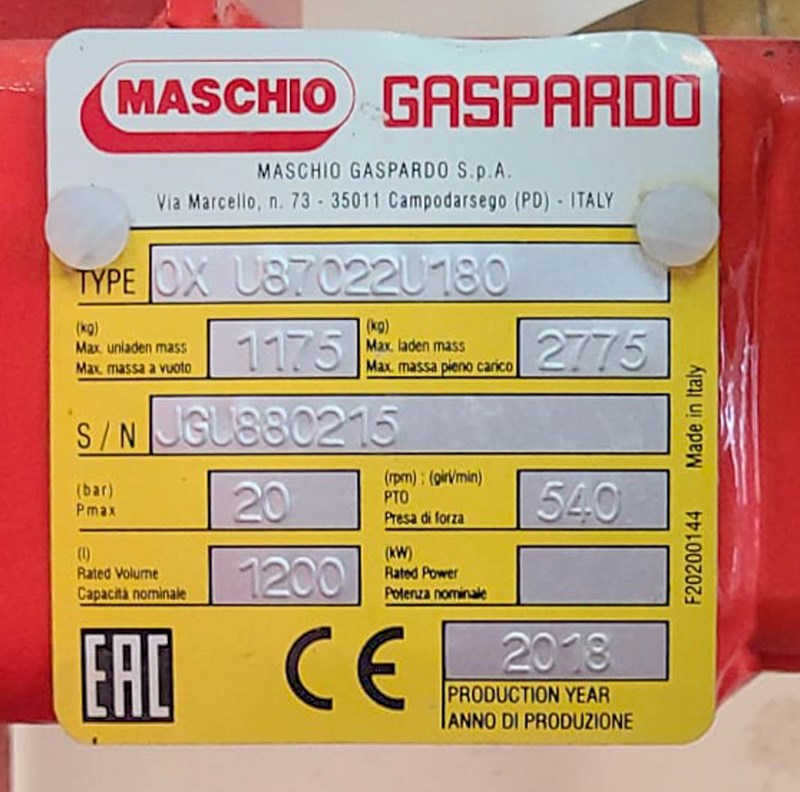 MASCHIO GASPARDO
MASCHIO GASPARDO S.p.A.
Via Marcello, n. 73 - 35011 Campodarsego (PD) - ITALY
TYPE 0X U87022U180
(kg)
Max. unladen mass
Max. massa a vuoto
1175
(kg)
Max. laden mass
Max. massa pieno carico
2775
S / N JGU880215
(bar)
Pmax
20
(rpm) ; (giri/min)
PTO
Presa di forza
540
(l)
Rated Volume
Capacità nominale
1200
(kW)
Rated Power
Potenza nominale
EAC
CE
2018
PRODUCTION YEAR
ANNO DI PRODUZIONE
F20200144 Made in Italy